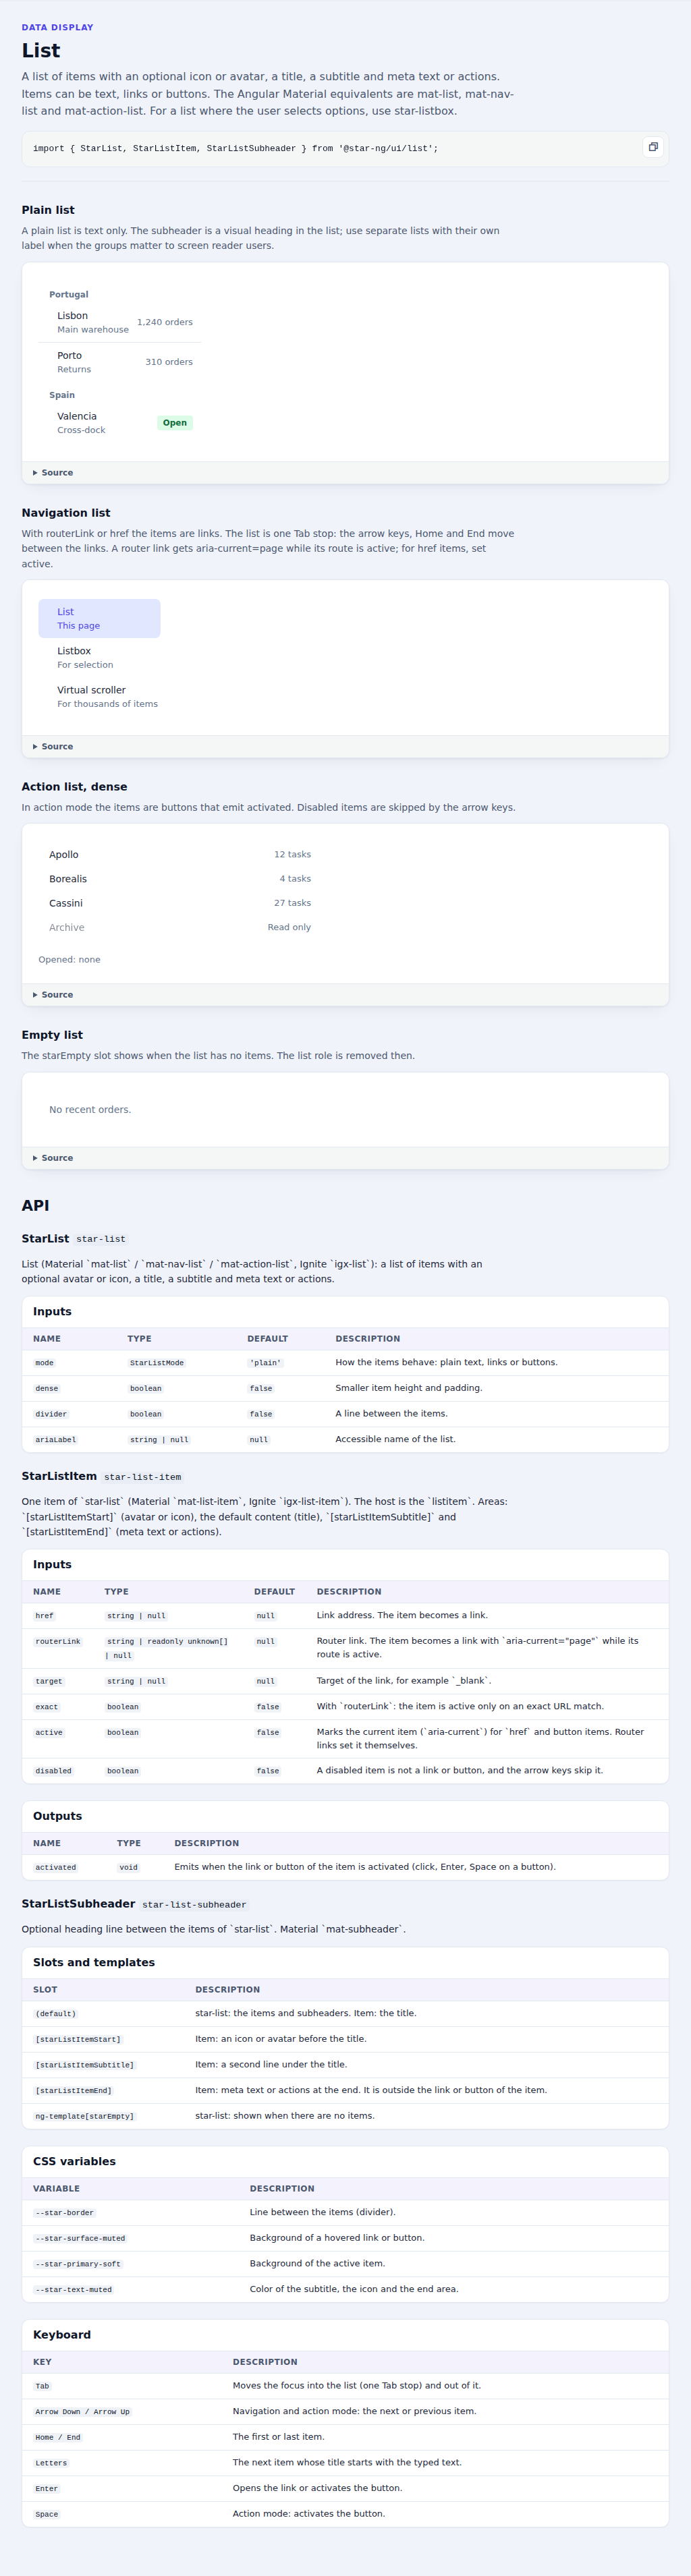 DATA DISPLAY
List
A list of items with an optional icon or avatar, a title, a subtitle and meta text or actions.
Items can be text, links or buttons. The Angular Material equivalents are mat-list, mat-nav-
list and mat-action-list. For a list where the user selects options, use star-listbox.
import { StarList, StarListItem, StarListSubheader } from '@star-ng/ui/list';
Plain list
A plain list is text only. The subheader is a visual heading in the list; use separate lists with their own
label when the groups matter to screen reader users.
Portugal
Lisbon
Main warehouse
1,240 orders
Porto
Returns
310 orders
Spain
Valencia
Cross-dock
Open
Source
Navigation list
With routerLink or href the items are links. The list is one Tab stop: the arrow keys, Home and End move
between the links. A router link gets aria-current=page while its route is active; for href items, set
active.
List
This page
Listbox
For selection
Virtual scroller
For thousands of items
Source
Action list, dense
In action mode the items are buttons that emit activated. Disabled items are skipped by the arrow keys.
Apollo 12 tasks
Borealis 4 tasks
Cassini 27 tasks
Archive Read only
Opened: none
Source
Empty list
The starEmpty slot shows when the list has no items. The list role is removed then.
No recent orders.
Source
API
StarList star-list
List (Material `mat-list` / `mat-nav-list` / `mat-action-list`, Ignite `igx-list`): a list of items with an
optional avatar or icon, a title, a subtitle and meta text or actions.
Inputs
NAME TYPE DEFAULT DESCRIPTION
mode StarListMode 'plain' How the items behave: plain text, links or buttons.
dense boolean false Smaller item height and padding.
divider boolean false A line between the items.
ariaLabel string | null null Accessible name of the list.
StarListItem star-list-item
One item of `star-list` (Material `mat-list-item`, Ignite `igx-list-item`). The host is the `listitem`. Areas:
`[starListItemStart]` (avatar or icon), the default content (title), `[starListItemSubtitle]` and
`[starListItemEnd]` (meta text or actions).
Inputs
NAME TYPE DEFAULT DESCRIPTION
href string | null null Link address. The item becomes a link.
routerLink string | readonly unknown[] null Router link. The item becomes a link with `aria-current="page"` while its
| null route is active.
target string | null null Target of the link, for example `_blank`.
exact boolean false With `routerLink`: the item is active only on an exact URL match.
active boolean false Marks the current item (`aria-current`) for `href` and button items. Router
links set it themselves.
disabled boolean false A disabled item is not a link or button, and the arrow keys skip it.
Outputs
NAME TYPE DESCRIPTION
activated void Emits when the link or button of the item is activated (click, Enter, Space on a button).
StarListSubheader star-list-subheader
Optional heading line between the items of `star-list`. Material `mat-subheader`.
Slots and templates
SLOT DESCRIPTION
(default) star-list: the items and subheaders. Item: the title.
[starListItemStart] Item: an icon or avatar before the title.
[starListItemSubtitle] Item: a second line under the title.
[starListItemEnd] Item: meta text or actions at the end. It is outside the link or button of the item.
ng-template[starEmpty] star-list: shown when there are no items.
CSS variables
VARIABLE DESCRIPTION
--star-border Line between the items (divider).
--star-surface-muted Background of a hovered link or button.
--star-primary-soft Background of the active item.
--star-text-muted Color of the subtitle, the icon and the end area.
Keyboard
KEY DESCRIPTION
Tab Moves the focus into the list (one Tab stop) and out of it.
Arrow Down / Arrow Up Navigation and action mode: the next or previous item.
Home / End The first or last item.
Letters The next item whose title starts with the typed text.
Enter Opens the link or activates the button.
Space Action mode: activates the button.